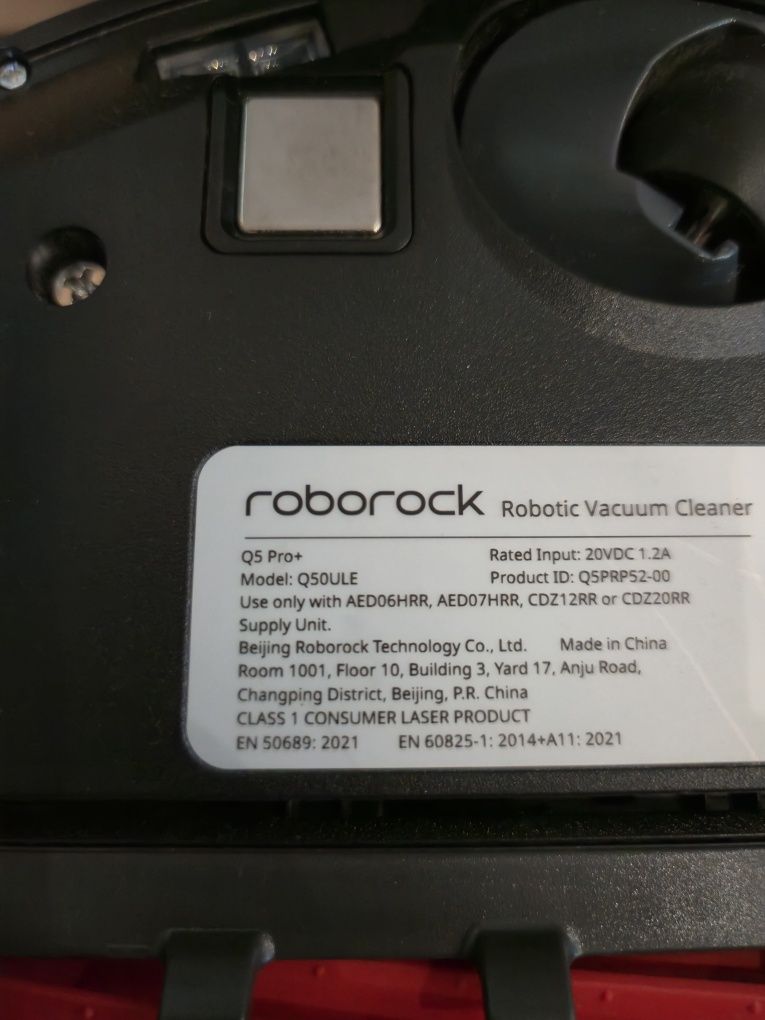 roborock Robotic Vacuum Cleaner
Q5 Pro+ Rated Input: 20VDC 1.2A
Model: Q50ULE Product ID: Q5PRP52-00
Use only with AED06HRR, AED07HRR, CDZ12RR or CDZ20RR
Supply Unit.
Beijing Roborock Technology Co., Ltd. Made in China
Room 1001, Floor 10, Building 3, Yard 17, Anju Road,
Changping District, Beijing, P.R. China
CLASS 1 CONSUMER LASER PRODUCT
EN 50689: 2021 EN 60825-1: 2014+A11: 2021